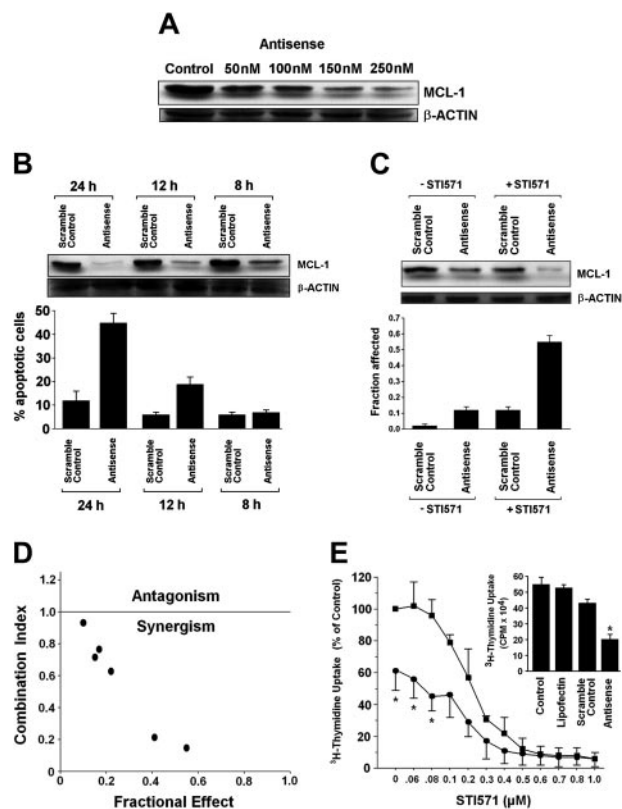 A
Antisense
Control 50nM 100nM 150nM 250nM
MCL-1
β-ACTIN
B
24 h 12 h 8 h
Scramble Control Antisense Scramble Control Antisense Scramble Control Antisense
MCL-1
β-ACTIN
% apoptotic cells
50
40
30
20
10
0
Scramble Control Antisense Scramble Control Antisense Scramble Control Antisense
24 h 12 h 8 h
C
- STI571 + STI571
Scramble Control Antisense Scramble Control Antisense
MCL-1
β-ACTIN
Fraction affected
0.7
0.6
0.5
0.4
0.3
0.2
0.1
0.0
Scramble Control Antisense Scramble Control Antisense
- STI571 + STI571
D
Combination Index
1.2
1.0
0.8
0.6
0.4
0.2
0
Antagonism
Synergism
0 0.2 0.4 0.6 0.8 1.0
Fractional Effect
E
³H-Thymidine Uptake (% of Control)
120
100
80
60
40
20
0
* * *
0 .06 .08 0.1 0.2 0.3 0.4 0.5 0.6 0.7 0.8 1.0
STI571 (μM)
³H-Thymidine Uptake
(CPM x 10⁴)
60
50
40
30
20
10
0
*
Control Lipofectin Scramble Control Antisense